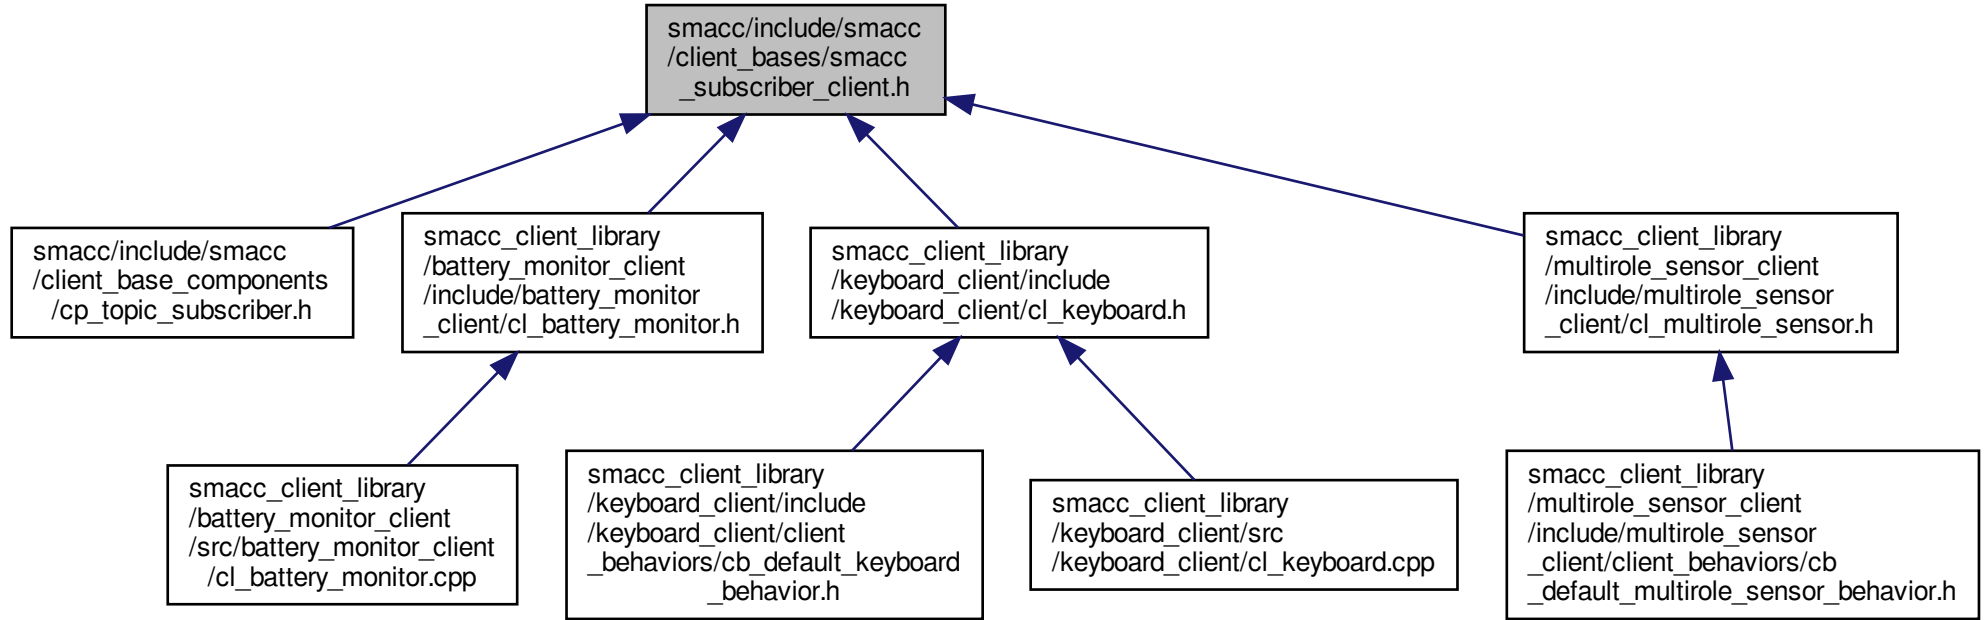 smacc/include/smacc
/client_bases/smacc
_subscriber_client.h
smacc/include/smacc
/client_base_components
/cp_topic_subscriber.h
smacc_client_library
/battery_monitor_client
/include/battery_monitor
_client/cl_battery_monitor.h
smacc_client_library
/keyboard_client/include
/keyboard_client/cl_keyboard.h
smacc_client_library
/multirole_sensor_client
/include/multirole_sensor
_client/cl_multirole_sensor.h
smacc_client_library
/battery_monitor_client
/src/battery_monitor_client
/cl_battery_monitor.cpp
smacc_client_library
/keyboard_client/include
/keyboard_client/client
_behaviors/cb_default_keyboard
_behavior.h
smacc_client_library
/keyboard_client/src
/keyboard_client/cl_keyboard.cpp
smacc_client_library
/multirole_sensor_client
/include/multirole_sensor
_client/client_behaviors/cb
_default_multirole_sensor_behavior.h